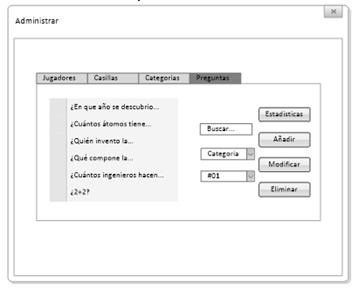 Administrar
Jugadores Casillas Categorias Preguntas
¿En que año se descubrio...
¿Cuántos átomos tiene...
¿Quién invento la...
¿Qué compone la...
¿Cuántos ingenieros hacen...
¿2+2?
Buscar...
Categoria
#01
Estadisticas
Añadir
Modificar
Eliminar